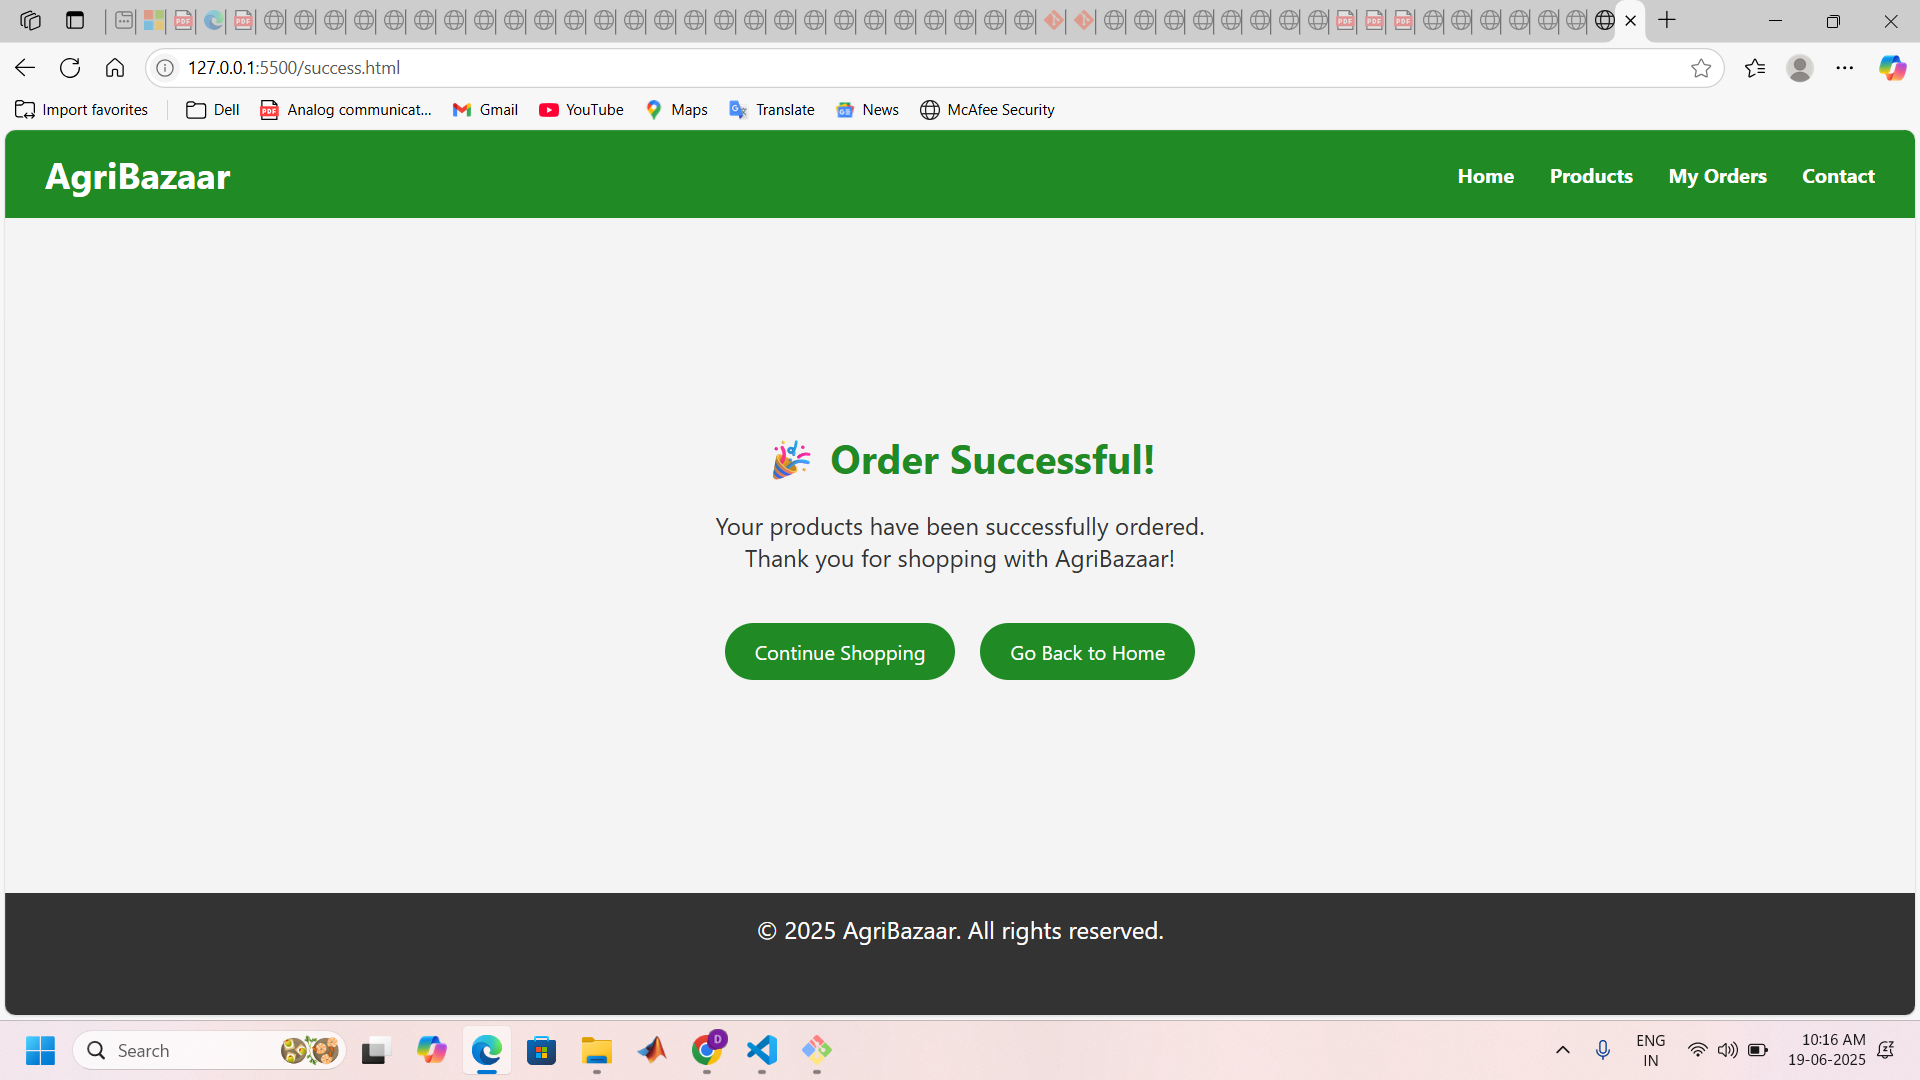 127.0.0.1:5500/success.html
Import favorites
Dell
Analog communicat...
Gmail
YouTube
Maps
Translate
News
McAfee Security
AgriBazaar
Home
Products
My Orders
Contact
🎉 Order Successful!
Your products have been successfully ordered.
Thank you for shopping with AgriBazaar!
Continue Shopping
Go Back to Home
© 2025 AgriBazaar. All rights reserved.
Search
ENG
IN
10:16 AM
19-06-2025